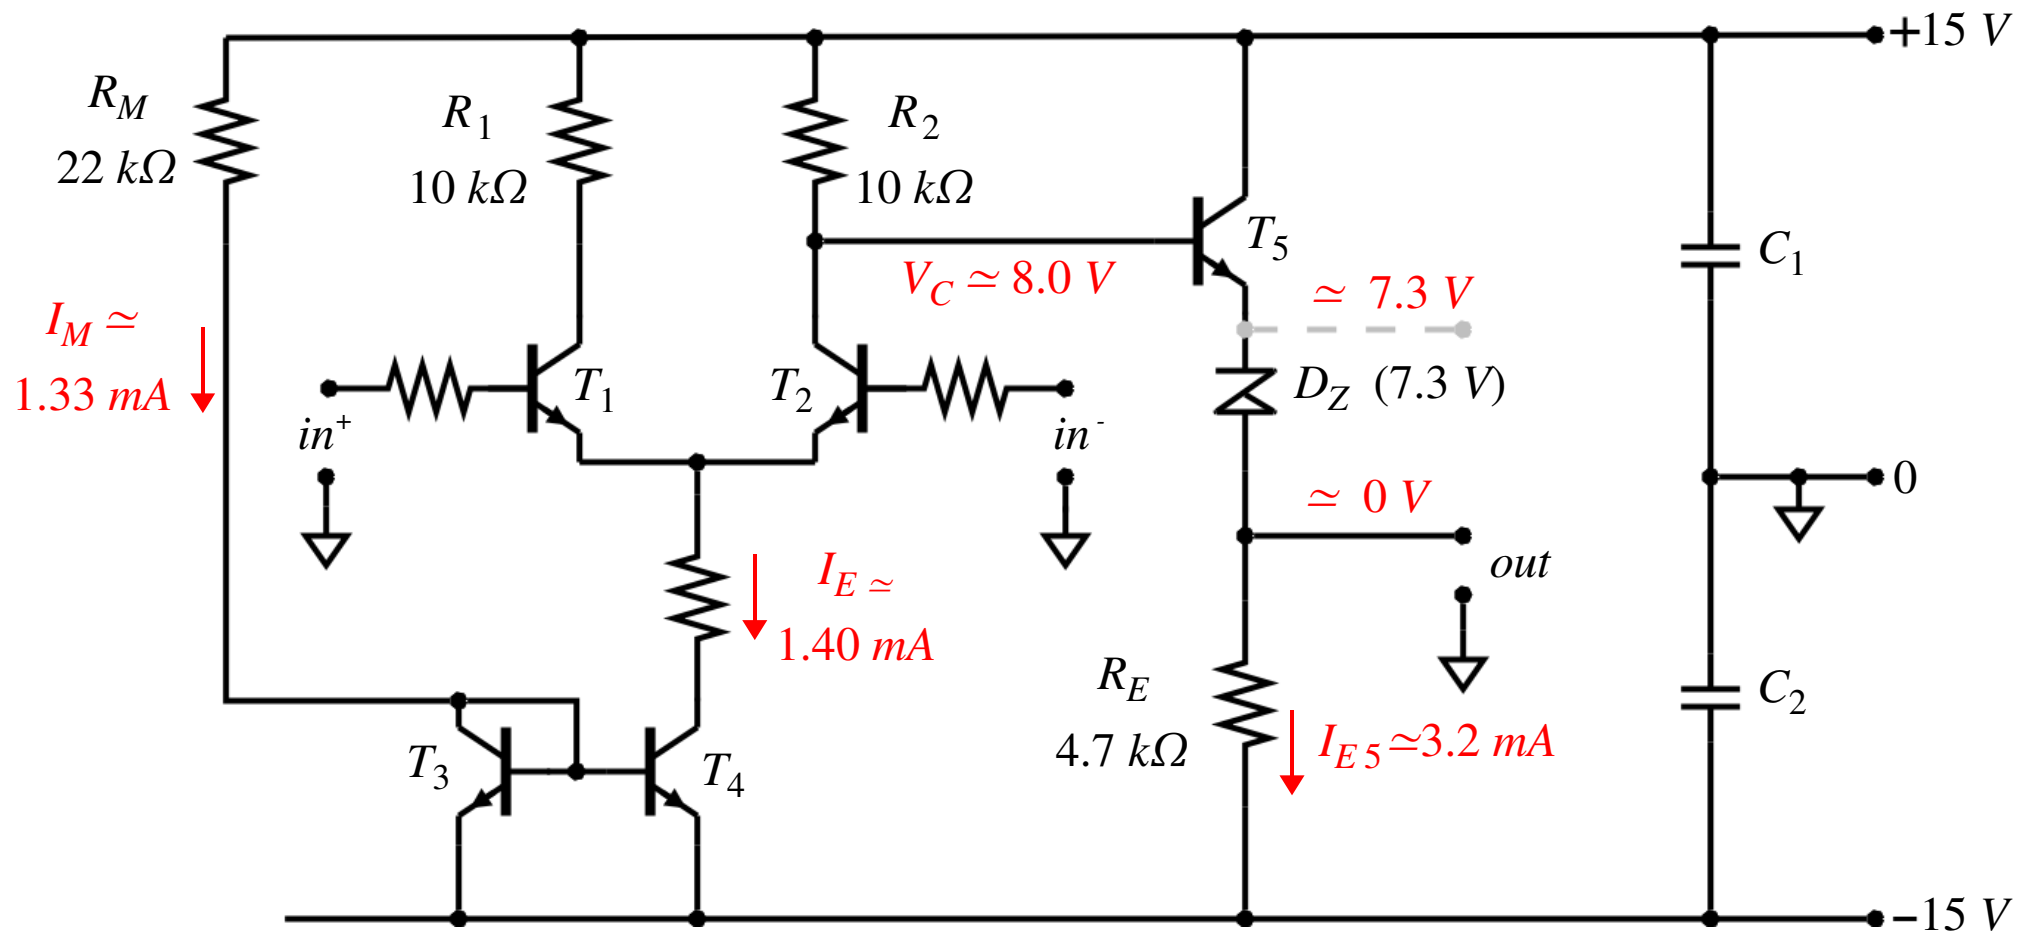 +15 V
R_M
22 kΩ
R_1
10 kΩ
R_2
10 kΩ
T_5
C_1
V_C ≃ 8.0 V
≃ 7.3 V
I_M ≃
1.33 mA
T_1
T_2
D_Z (7.3 V)
in⁺
in⁻
≃ 0 V
0
out
I_E ≃
1.40 mA
R_E
4.7 kΩ
C_2
I_E5 ≃3.2 mA
T_3
T_4
−15 V